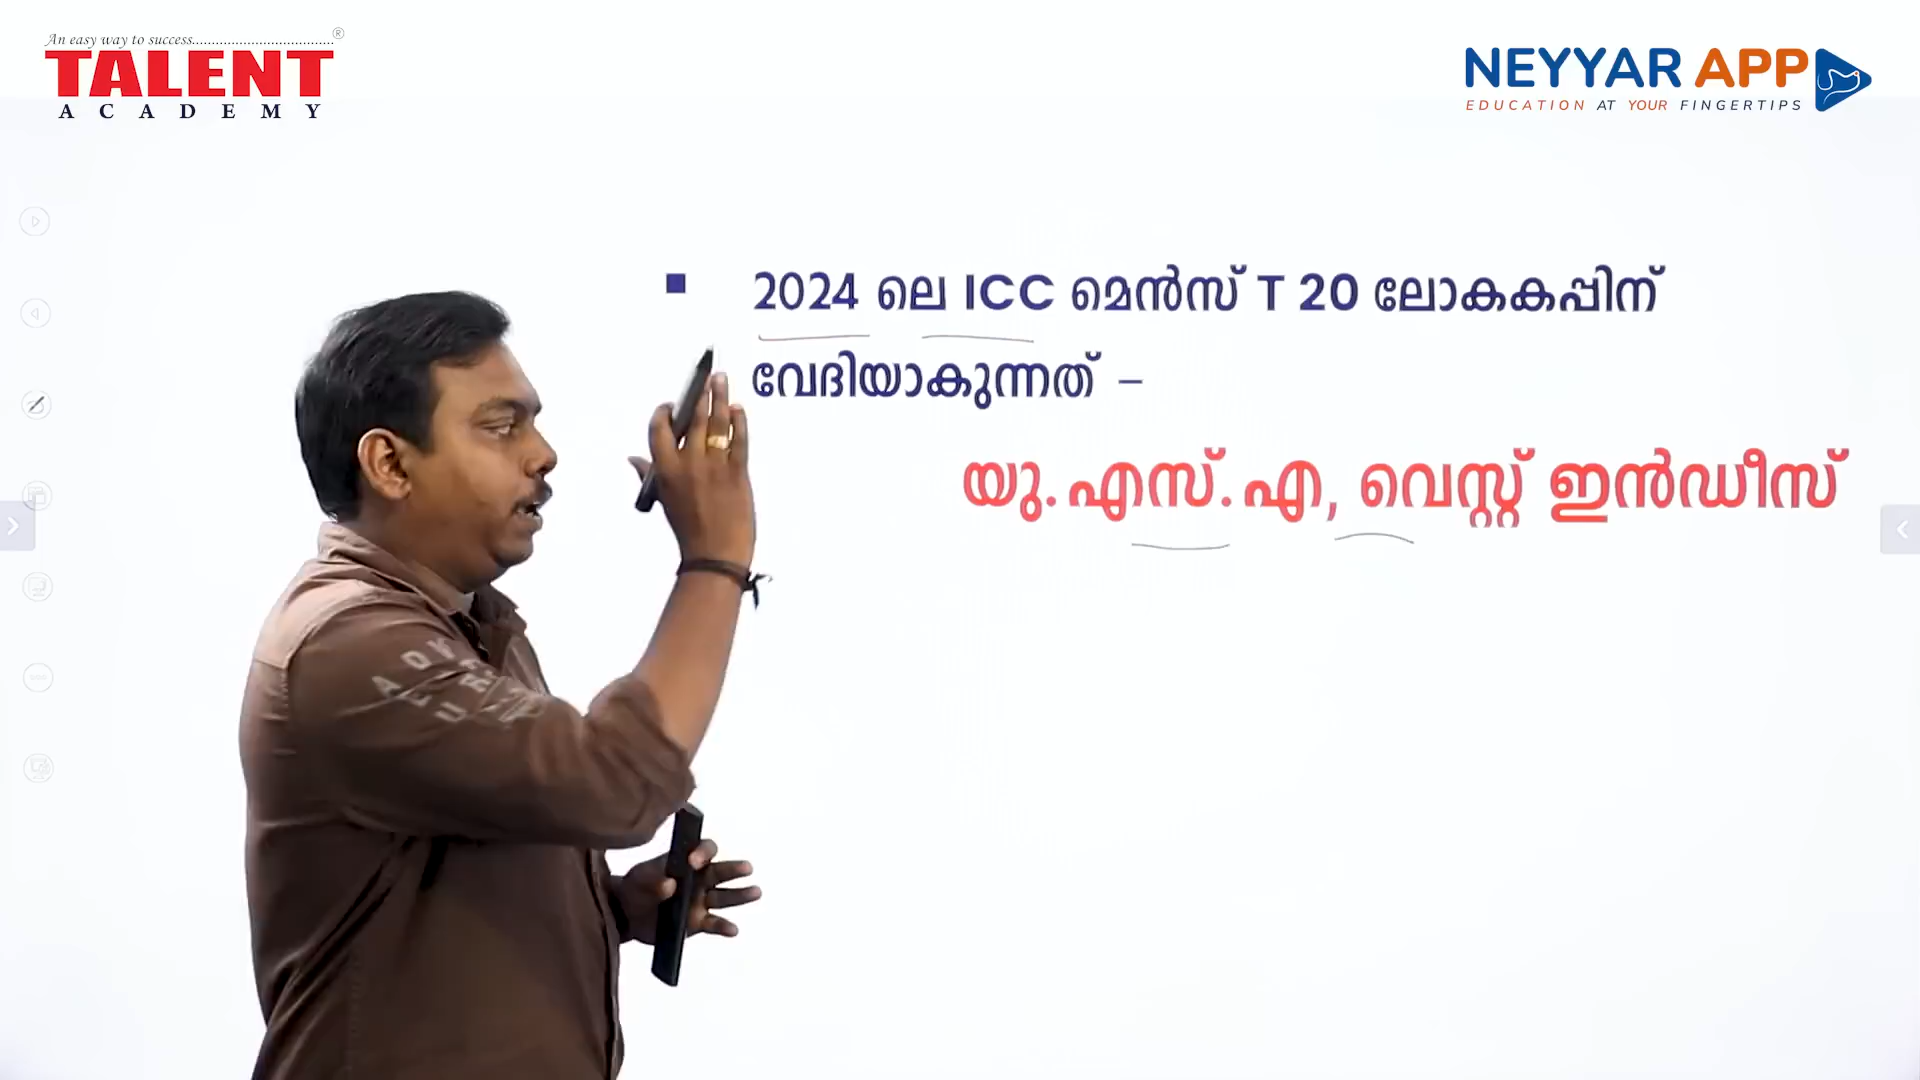 An easy way to success....................................®
TALENT
ACADEMY
NEYYAR APP
EDUCATION AT YOUR FINGERTIPS
▪ 2024 ലെ ICC മെൻസ് T 20 ലോകകപ്പിന്
വേദിയാകുന്നത് –
യു.എസ്.എ, വെസ്റ്റ് ഇൻഡീസ്